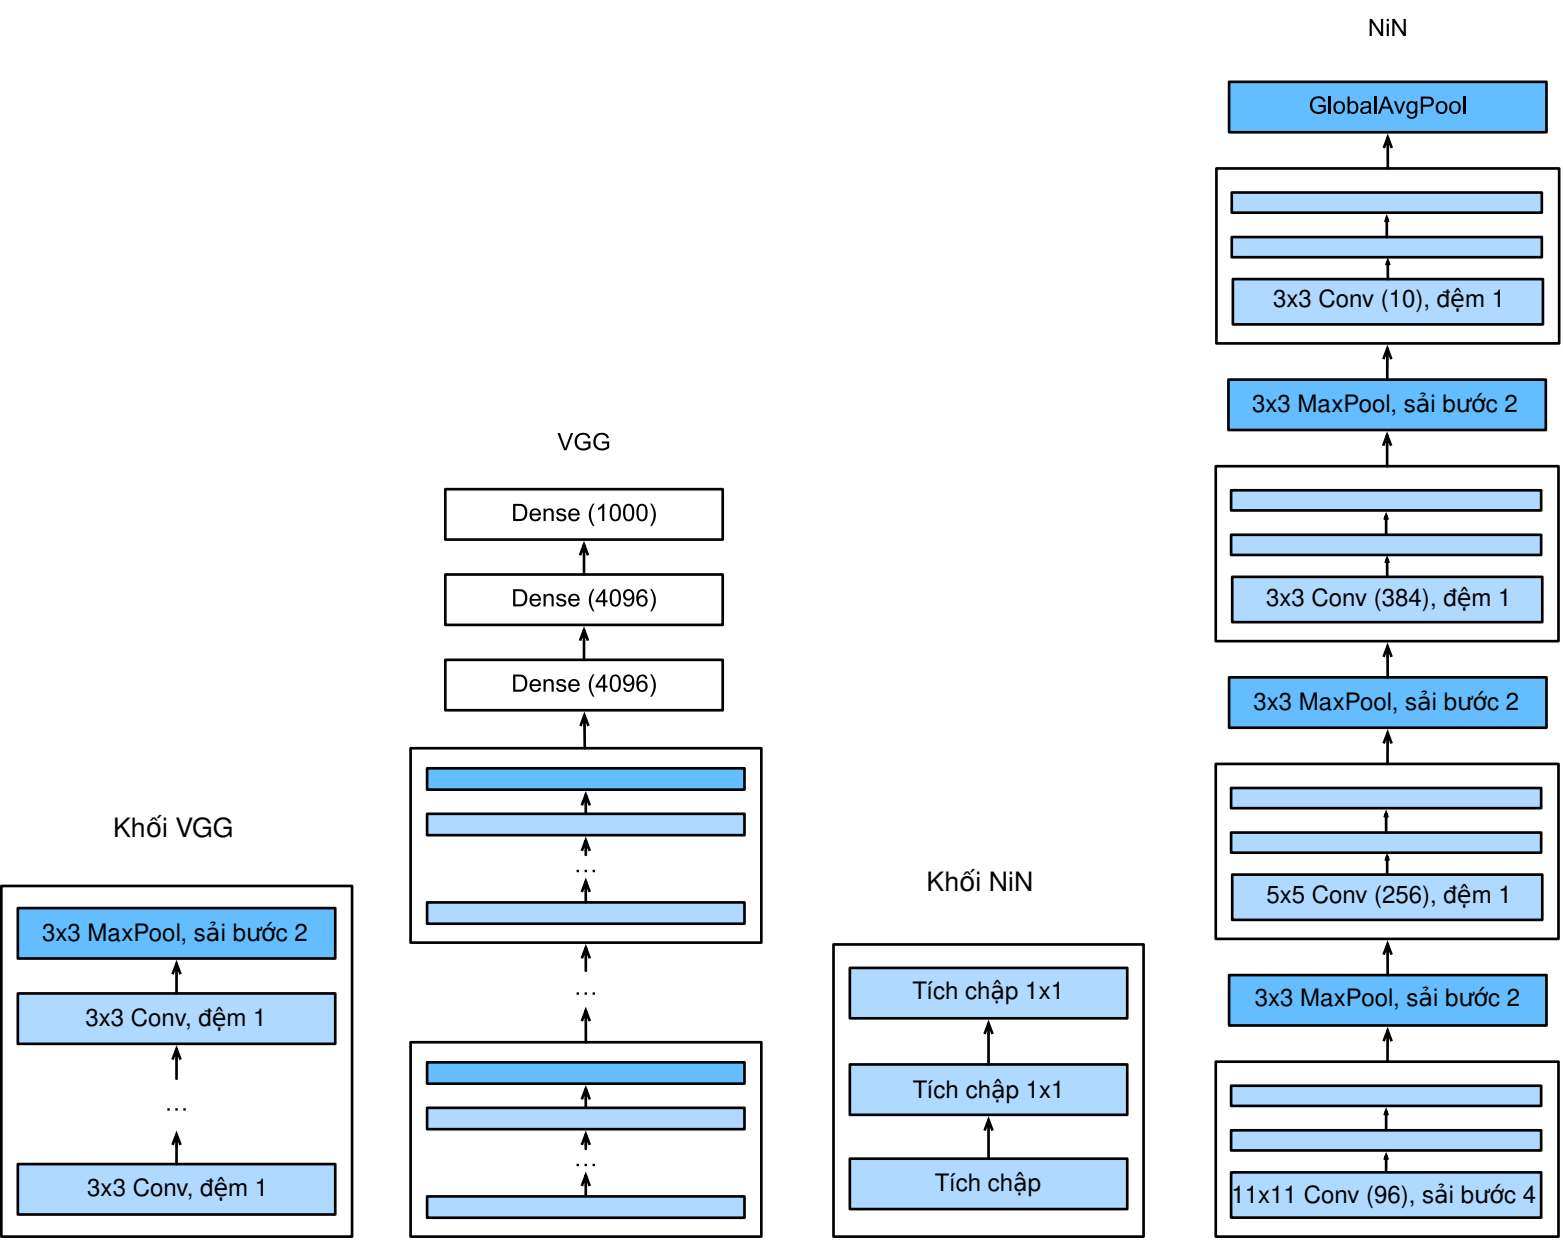 Khối VGG
3x3 MaxPool, sải bước 2
3x3 Conv, đệm 1
...
3x3 Conv, đệm 1
VGG
Dense (1000)
Dense (4096)
Dense (4096)
...
...
...
Khối NiN
Tích chập 1x1
Tích chập 1x1
Tích chập
NiN
GlobalAvgPool
3x3 Conv (10), đệm 1
3x3 MaxPool, sải bước 2
3x3 Conv (384), đệm 1
3x3 MaxPool, sải bước 2
5x5 Conv (256), đệm 1
3x3 MaxPool, sải bước 2
11x11 Conv (96), sải bước 4